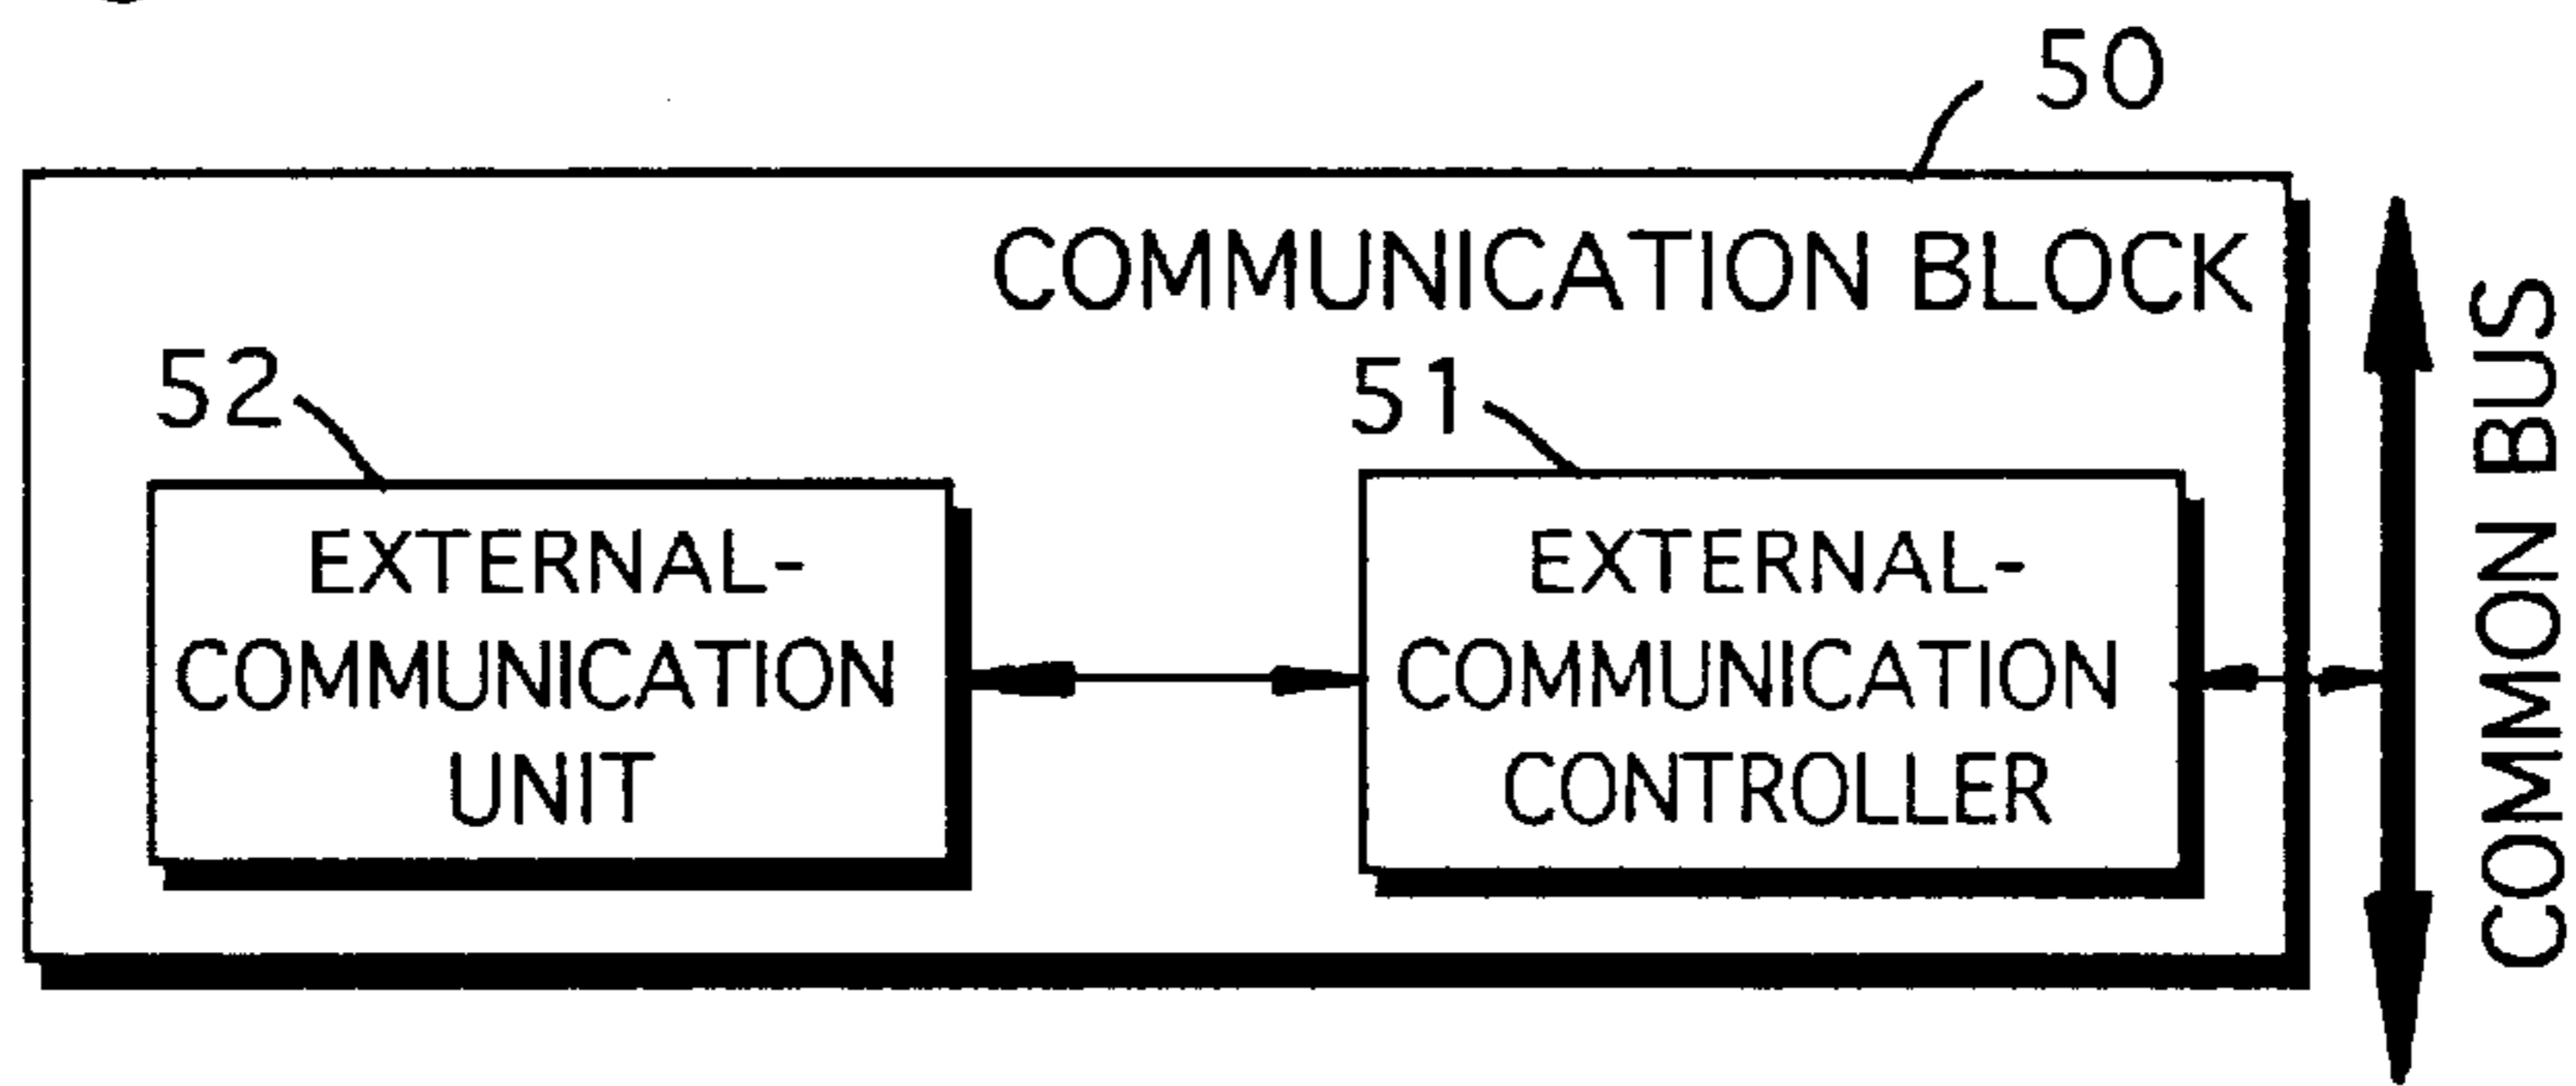 50
COMMUNICATION BLOCK
52
51
EXTERNAL-
COMMUNICATION
UNIT
EXTERNAL-
COMMUNICATION
CONTROLLER
COMMON BUS